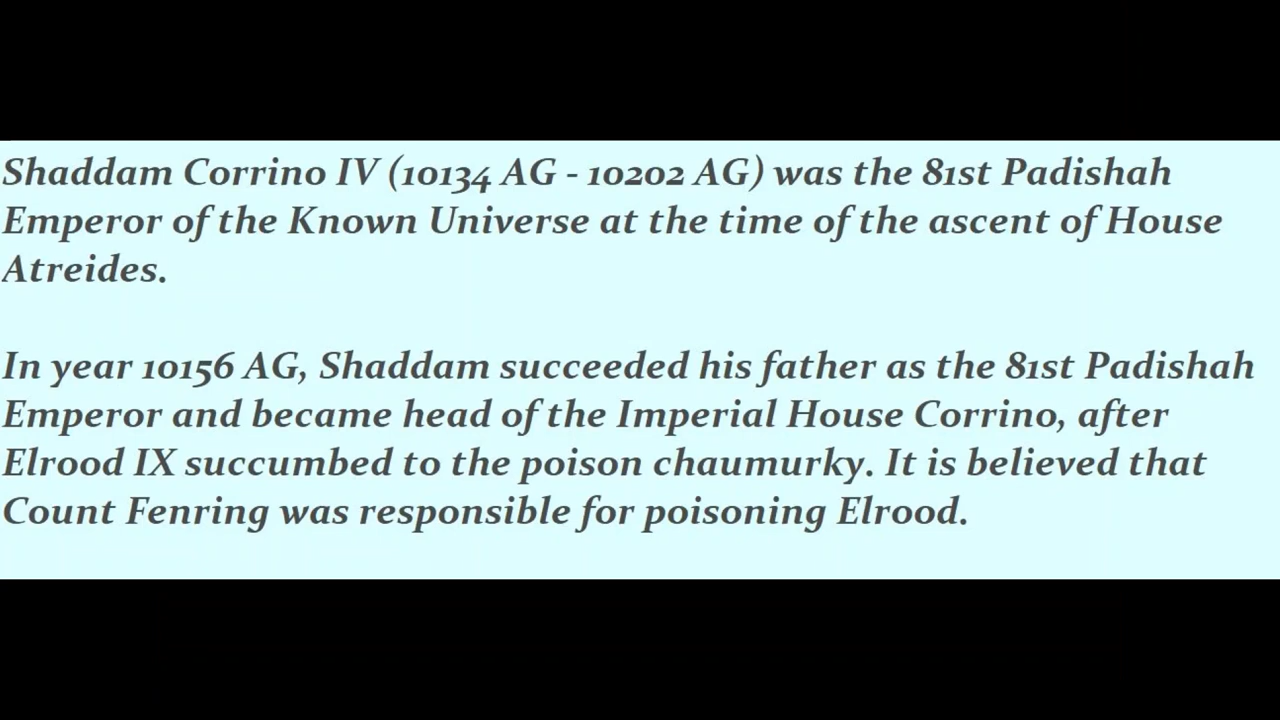 Shaddam Corrino IV (10134 AG - 10202 AG) was the 81st Padishah
Emperor of the Known Universe at the time of the ascent of House
Atreides.
In year 10156 AG, Shaddam succeeded his father as the 81st Padishah
Emperor and became head of the Imperial House Corrino, after
Elrood IX succumbed to the poison chaumurky. It is believed that
Count Fenring was responsible for poisoning Elrood.